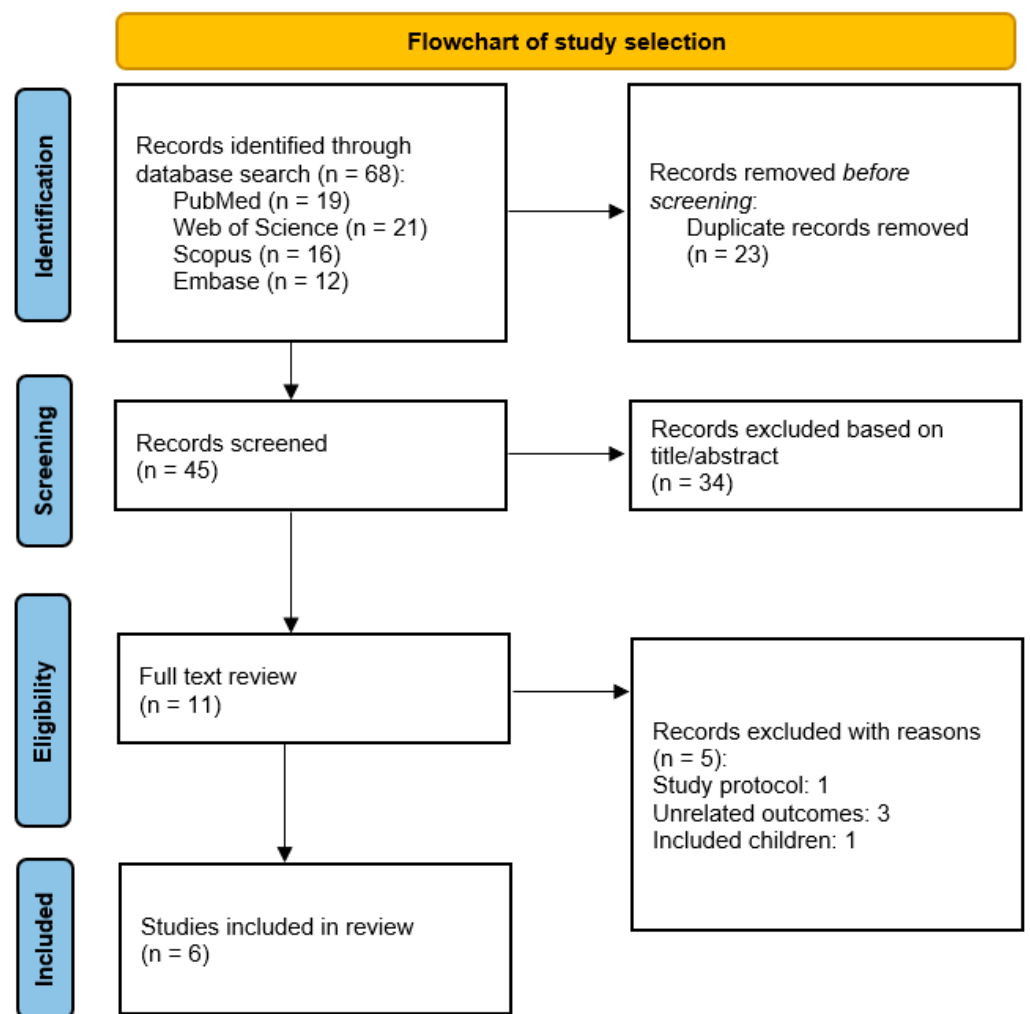 Flowchart of study selection
Identification
Records identified through
database search (n = 68):
PubMed (n = 19)
Web of Science (n = 21)
Scopus (n = 16)
Embase (n = 12)
Records removed before
screening:
Duplicate records removed
(n = 23)
Screening
Records screened
(n = 45)
Records excluded based on
title/abstract
(n = 34)
Eligibility
Full text review
(n = 11)
Records excluded with reasons
(n = 5):
Study protocol: 1
Unrelated outcomes: 3
Included children: 1
Included
Studies included in review
(n = 6)